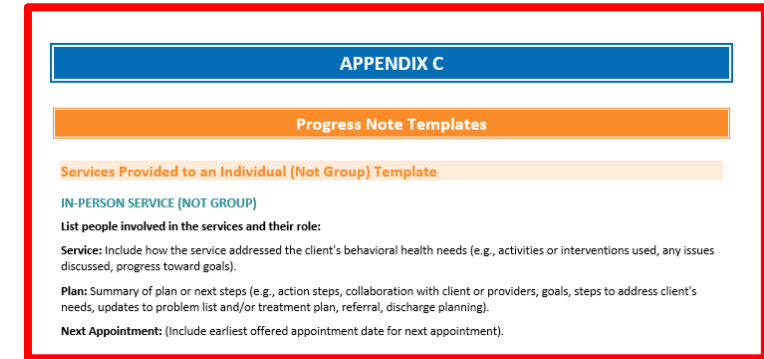 APPENDIX C
Progress Note Templates
Services Provided to an Individual (Not Group) Template
IN-PERSON SERVICE (NOT GROUP)
List people involved in the services and their role:
Service: Include how the service addressed the client's behavioral health needs (e.g., activities or interventions used, any issues
discussed, progress toward goals).
Plan: Summary of plan or next steps (e.g., action steps, collaboration with client or providers, goals, steps to address client's
needs, updates to problem list and/or treatment plan, referral, discharge planning).
Next Appointment: (Include earliest offered appointment date for next appointment).